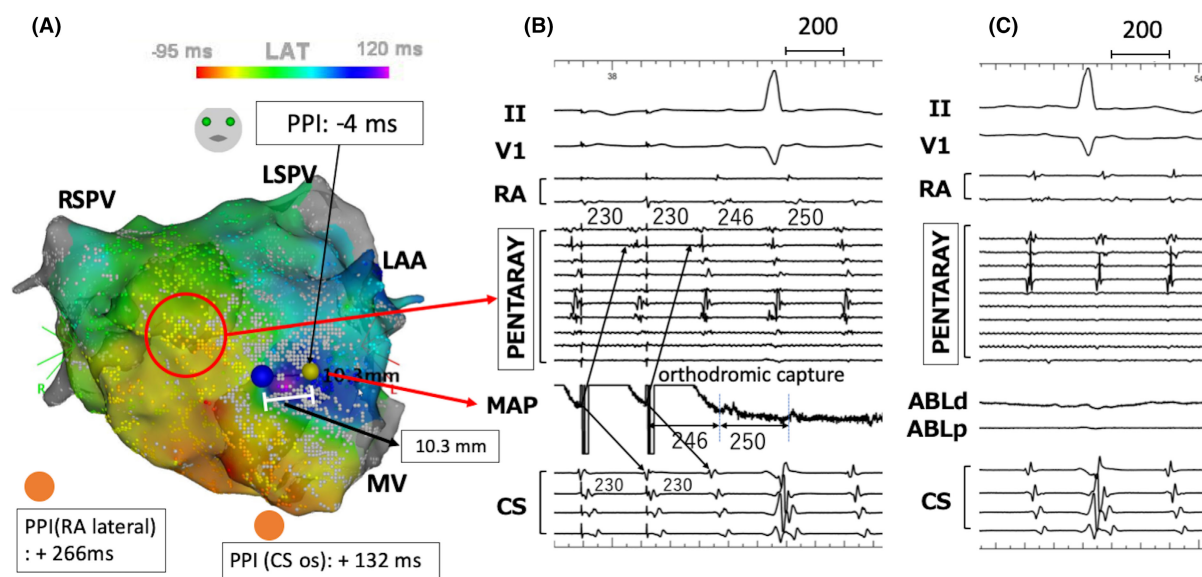 (A)
-95 ms LAT 120 ms
PPI: -4 ms
RSPV
LSPV
LAA
R
L
10.3mm
10.3 mm
MV
PPI(RA lateral)
: + 266ms
PPI (CS os): + 132 ms
(B)
200
38
II
V1
RA
230 230 246 250
PENTARAY
orthodromic capture
MAP
246 250
230 230
CS
(C)
200
54
II
V1
RA
PENTARAY
ABLd
ABLp
CS